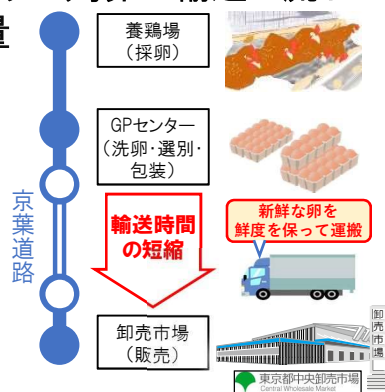 量
養鶏場
（採卵）
GPセンター
（洗卵・選別・
包装）
京葉道路
輸送時間
の短縮
新鮮な卵を
鮮度を保って運搬
卸売市場
（販売）
卸売市場
東京都中央卸売市場
Central Wholesale Market